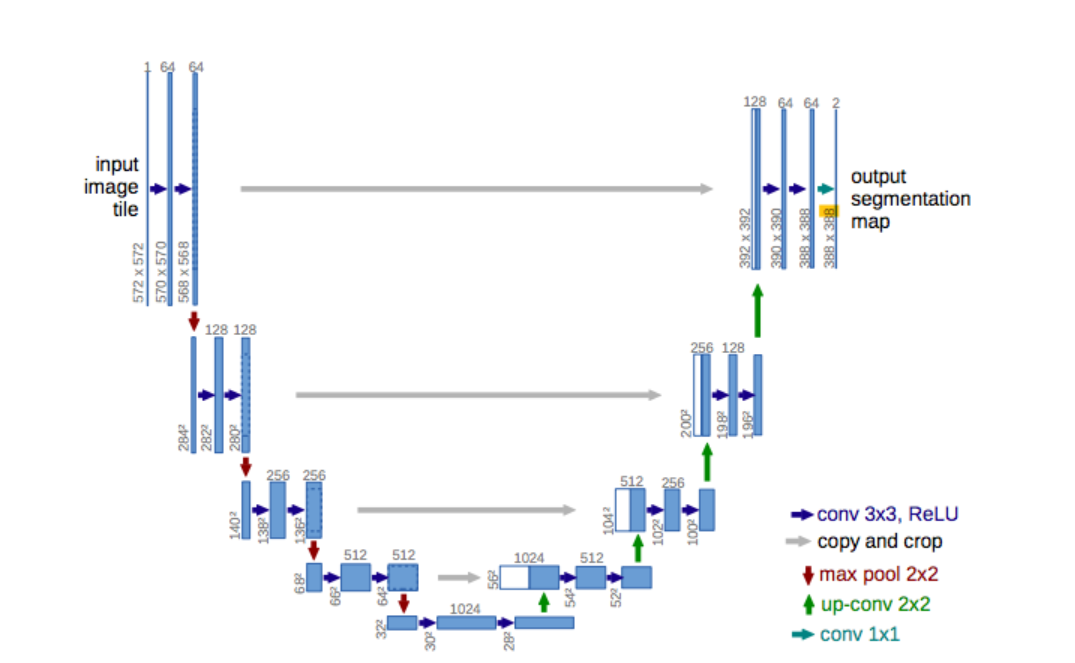 1 64 64
input
image
tile
572 x 572
570 x 570
568 x 568
128 64 64 2
output
segmentation
map
392 x 392
390 x 390
388 x 388
388 x 388
128 128
284²
282²
280²
256 128
200²
198²
196²
256 256
140²
138²
136²
512 256
104²
102²
100²
512 512
68²
66²
64²
1024 512
56²
54²
52²
1024
32²
30²
28²
conv 3x3, ReLU
copy and crop
max pool 2x2
up-conv 2x2
conv 1x1